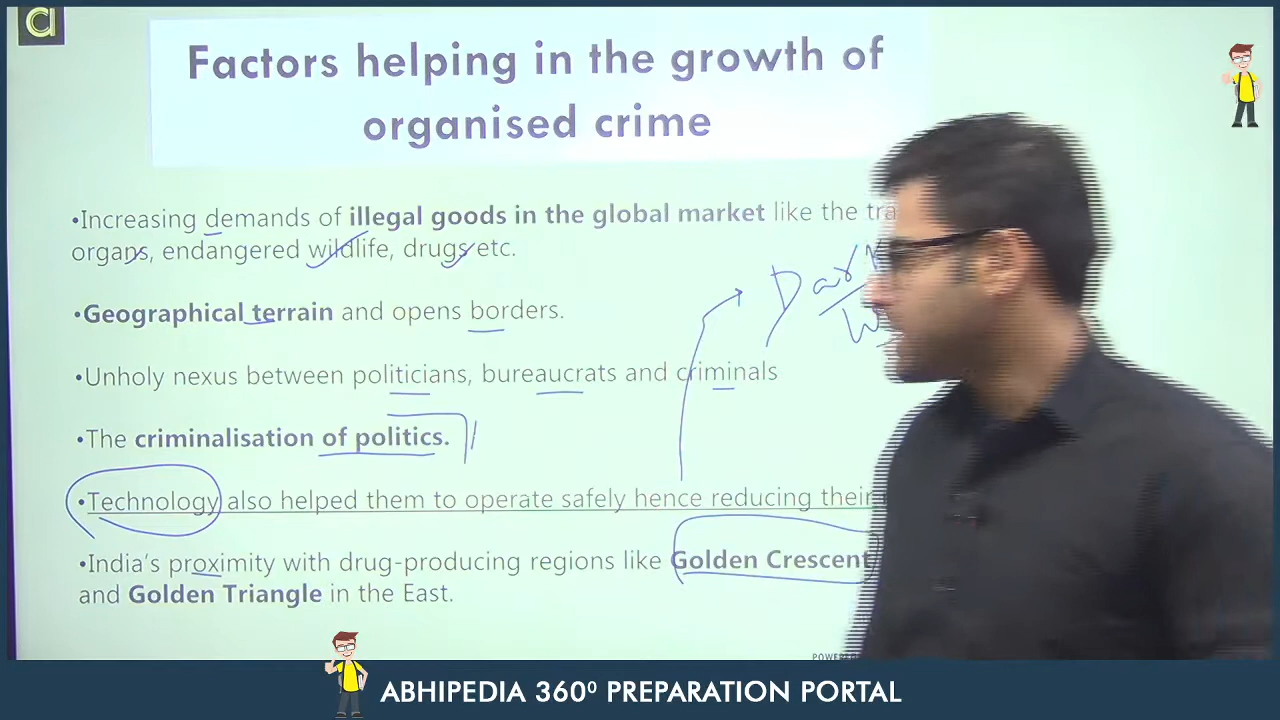 a
Factors helping in the growth of
organised crime
•Increasing demands of illegal goods in the global market like the
organs, endangered wildlife, drugs etc.
•Geographical terrain and opens borders.
Dark
•Unholy nexus between politicians, bureaucrats and criminals
•The criminalisation of politics.
•Technology also helped them to operate safely hence reducing their
•India's proximity with drug-producing regions like Golden Crescent
and Golden Triangle in the East.
ABHIPEDIA 360⁰ PREPARATION PORTAL